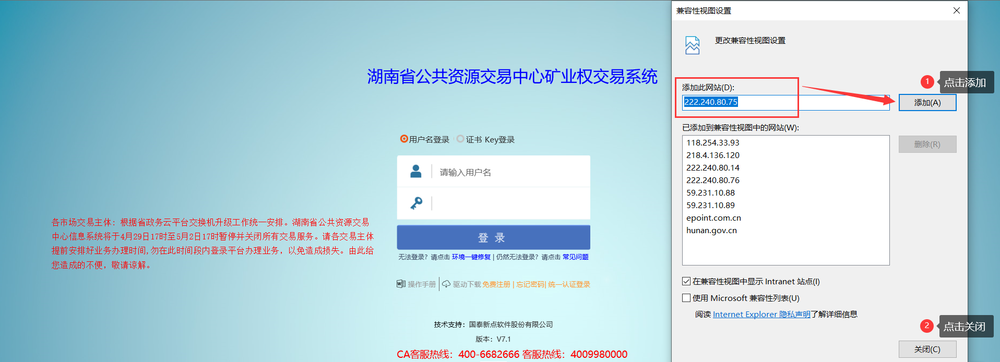 湖南省公共资源交易中心矿业权交易系统
用户名登录 证书 Key登录
请输入用户名
登 录
无法登录？请点击 环境一键修复 | 仍然无法登录？请点击 常见问题
操作手册 驱动下载 免费注册 | 忘记密码| 统一认证登录
各市场交易主体：根据省政务云平台交换机升级工作统一安排。湖南省公共资源交易
中心信息系统将于4月29日17时至5月2日17时暂停并关闭所有交易服务。请各交易主体
提前安排好业务办理时间,勿在此时间段内登录平台办理业务，以免造成损失。由此给
您造成的不便，敬请谅解。
技术支持：国泰新点软件股份有限公司
版本：V7.1
CA客服热线：400-6682666 客服热线：4009980000
兼容性视图设置
更改兼容性视图设置
添加此网站(D):
222.240.80.75
1 点击添加
添加(A)
已添加到兼容性视图中的网站(W):
118.254.33.93
218.4.136.120
222.240.80.14
222.240.80.76
59.231.10.88
59.231.10.89
epoint.com.cn
hunan.gov.cn
删除(R)
在兼容性视图中显示 Intranet 站点(I)
使用 Microsoft 兼容性列表(U)
阅读 Internet Explorer 隐私声明了解详细信息
2 点击关闭
关闭(C)